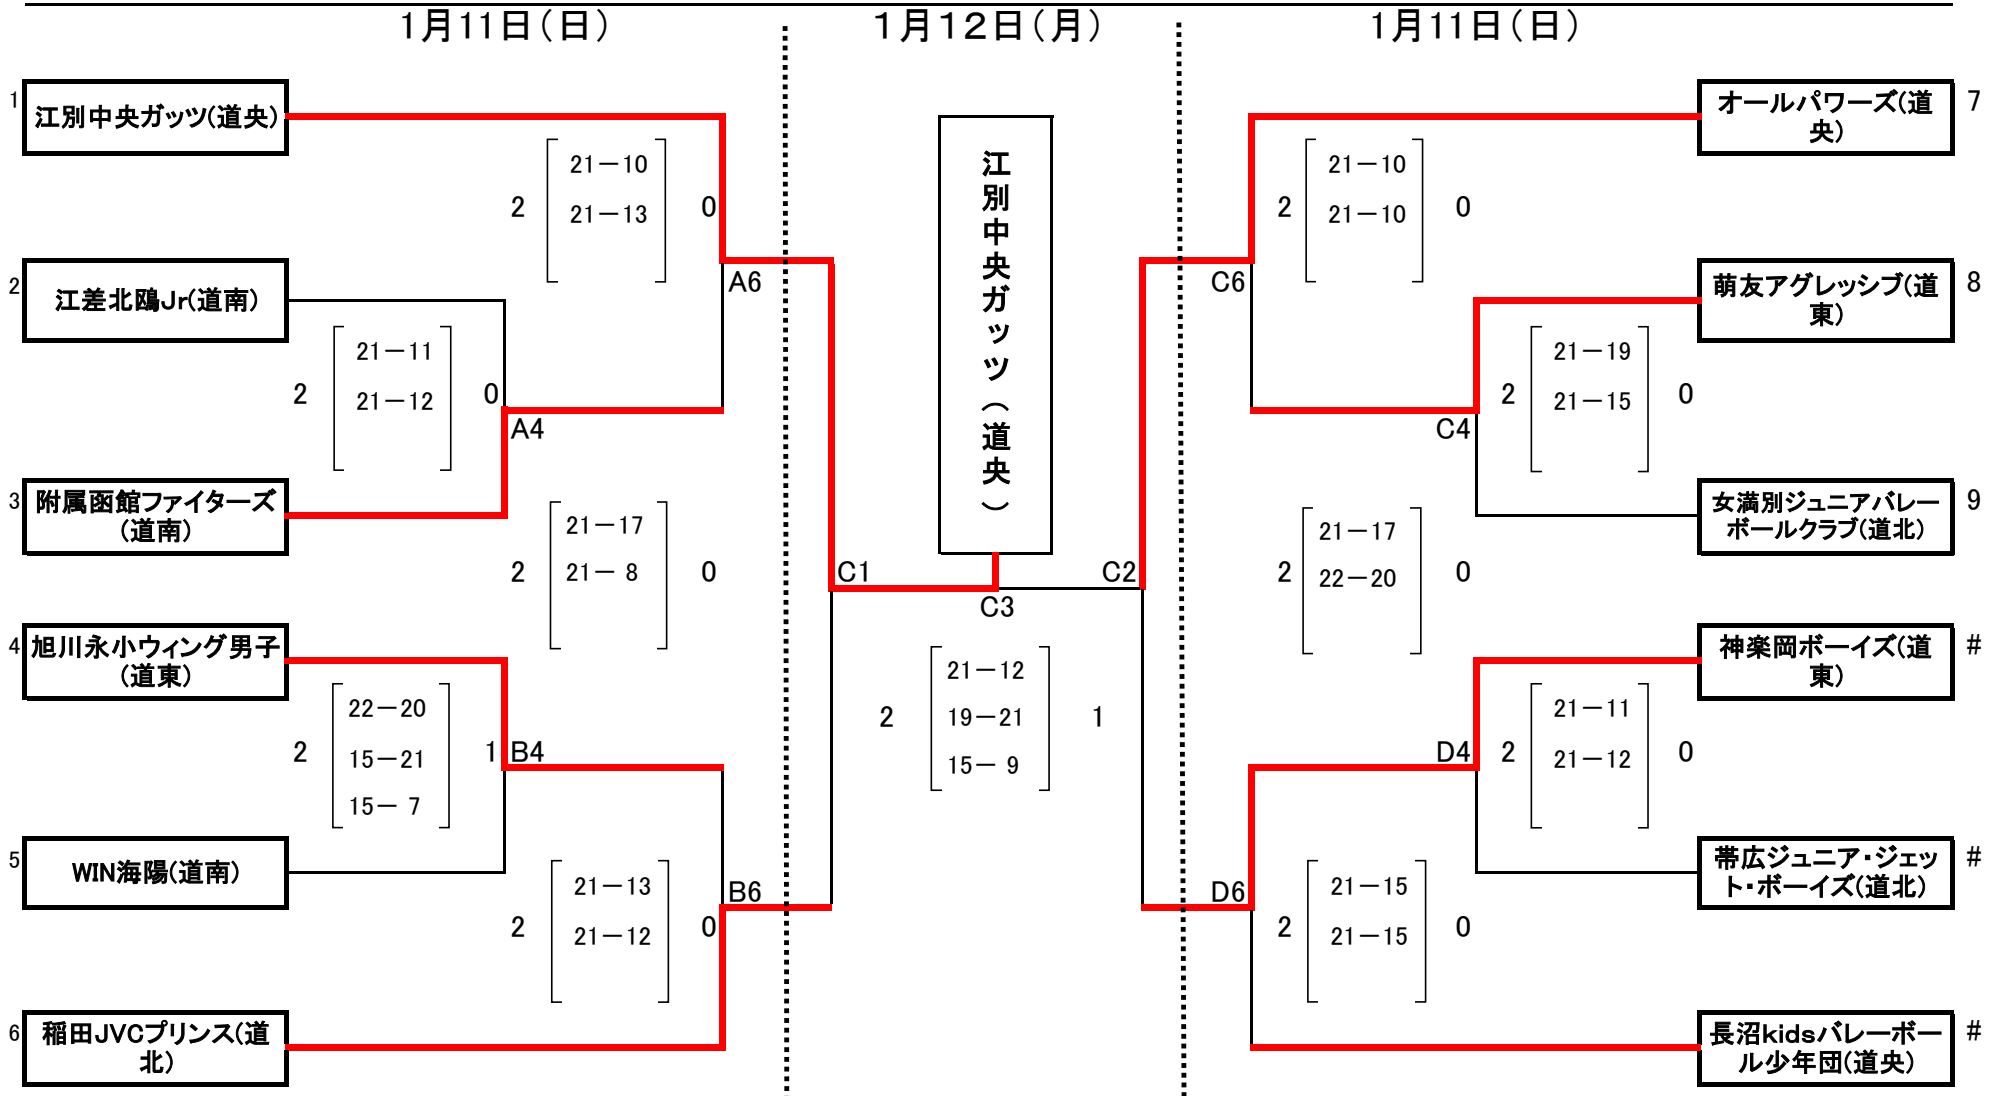 1月11日(日)
1月12日(月)
1月11日(日)
1
江別中央ガッツ(道央)
2
江差北鴎Jr(道南)
3
附属函館ファイターズ
(道南)
4
旭川永小ウィング男子
(道東)
5
WIN海陽(道南)
6
稲田JVCプリンス(道
北)
2
21－10
21－13
0
A6
2
21－11
21－12
0
A4
2
21－17
21－ 8
0
2
22－20
15－21
15－ 7
1
B4
2
21－13
21－12
0
B6
江別中央ガッツ(道央)
C1
C2
C3
2
21－12
19－21
15－ 9
1
C6
2
21－10
21－10
0
C4
2
21－19
21－15
0
2
21－17
22－20
0
D4
2
21－11
21－12
0
D6
2
21－15
21－15
0
オールパワーズ(道
央)
7
萌友アグレッシブ(道
東)
8
女満別ジュニアバレー
ボールクラブ(道北)
9
神楽岡ボーイズ(道
東)
#
帯広ジュニア・ジェッ
ト・ボーイズ(道北)
#
長沼kidsバレーボー
ル少年団(道央)
#